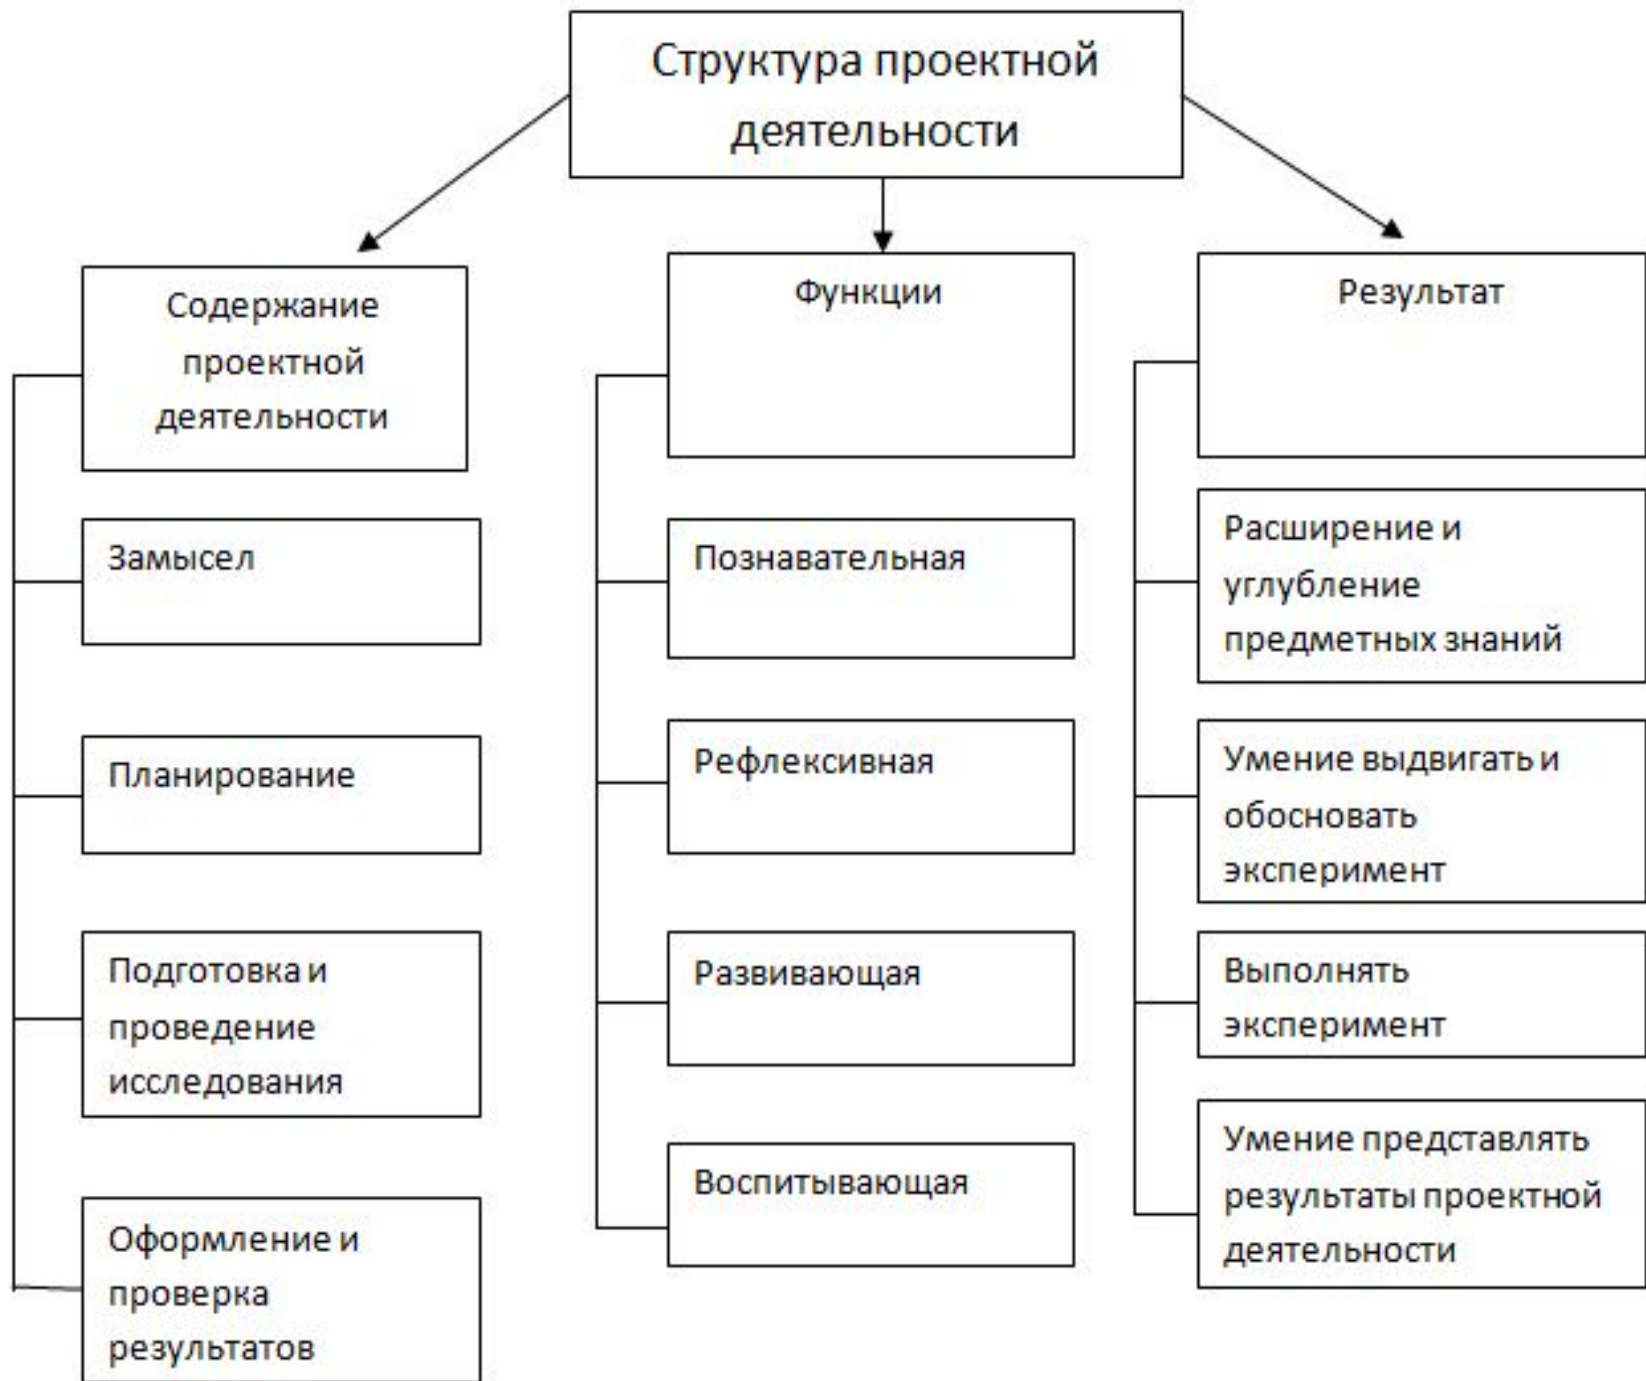 Структура проектной
деятельности
Содержание
проектной
деятельности
Замысел
Планирование
Подготовка и
проведение
исследования
Оформление и
проверка
результатов
Функции
Познавательная
Рефлексивная
Развивающая
Воспитывающая
Результат
Расширение и
углубление
предметных знаний
Умение выдвигать и
обосновать
эксперимент
Выполнять
эксперимент
Умение представлять
результаты проектной
деятельности